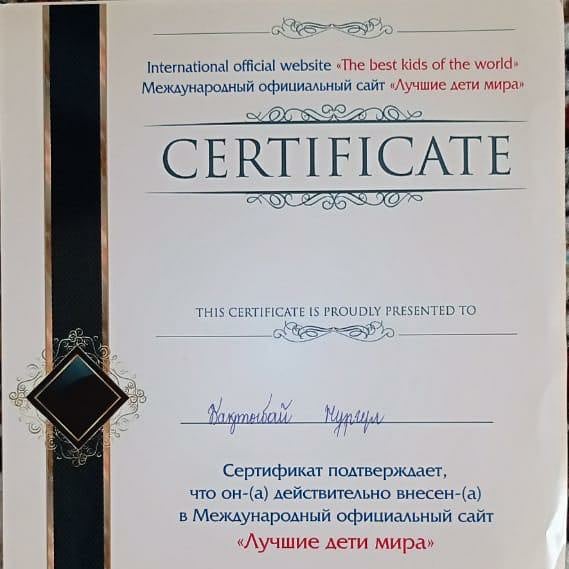 International official website «The best kids of the world»
Международный официальный сайт «Лучшие дети мира»
CERTIFICATE
THIS CERTIFICATE IS PROUDLY PRESENTED TO
Нургул
Сертификат подтверждает,
что он-(а) действительно внесен-(а)
в Международный официальный сайт
«Лучшие дети мира»